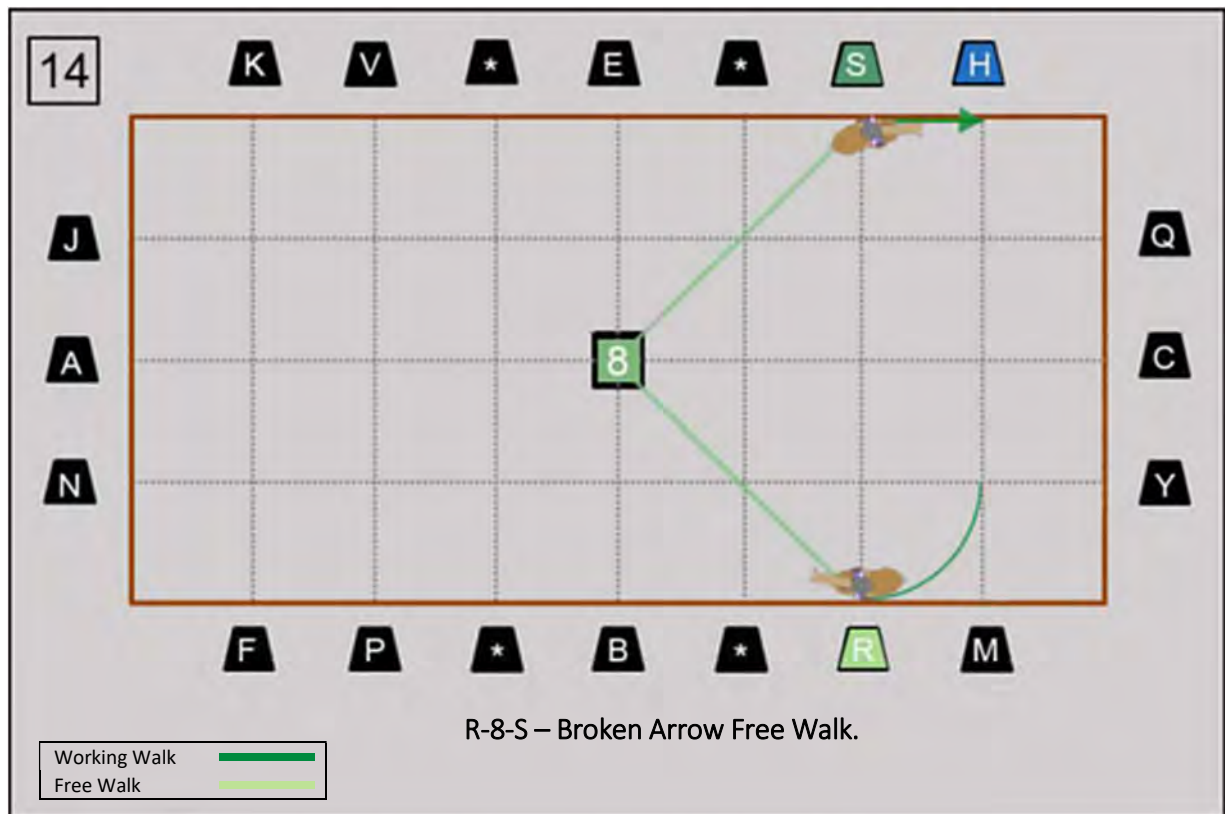 14 K V * E * S H
J Q
8
A C
N Y
F P * B * R M
R-8-S – Broken Arrow Free Walk.
Working Walk
Free Walk